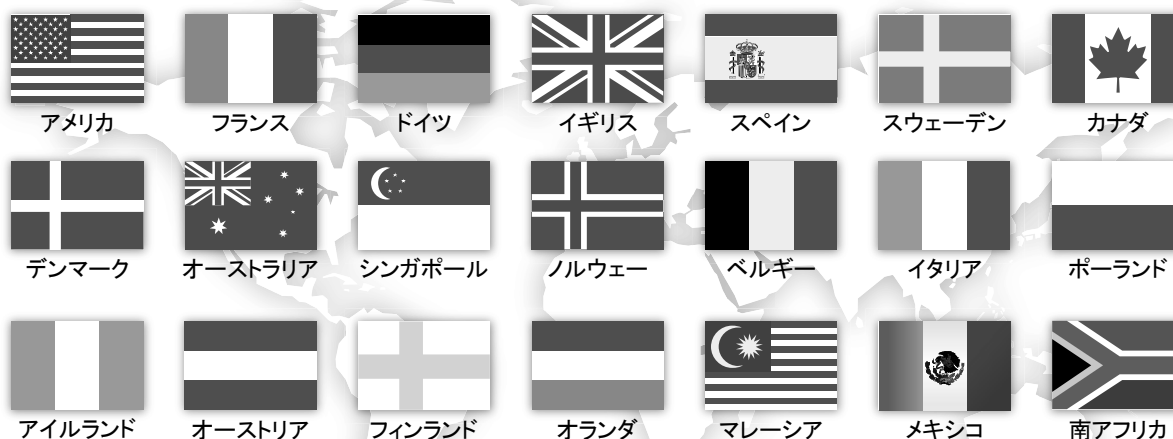 アメリカ フランス ドイツ イギリス スペイン スウェーデン カナダ
デンマーク オーストラリア シンガポール ノルウェー ベルギー イタリア ポーランド
アイルランド オーストリア フィンランド オランダ マレーシア メキシコ 南アフリカ